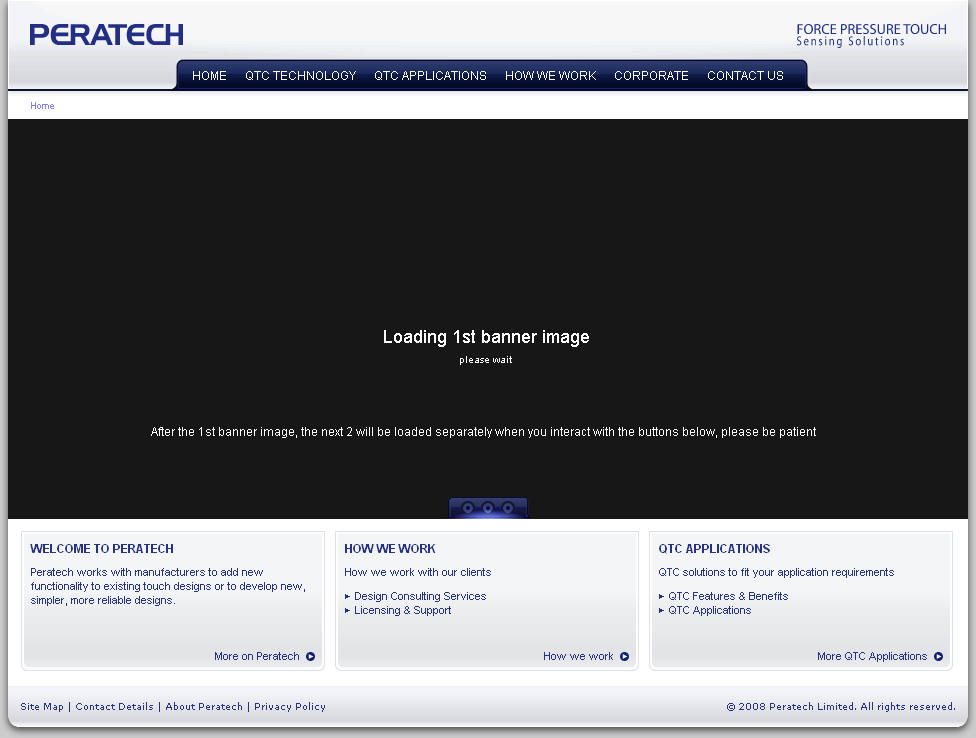 PERATECH
FORCE PRESSURE TOUCH
Sensing Solutions
HOME QTC TECHNOLOGY QTC APPLICATIONS HOW WE WORK CORPORATE CONTACT US
Home
Loading 1st banner image
please wait
After the 1st banner image, the next 2 will be loaded separately when you interact with the buttons below, please be patient
WELCOME TO PERATECH
Peratech works with manufacturers to add new
functionality to existing touch designs or to develop new,
simpler, more reliable designs.
More on Peratech
HOW WE WORK
How we work with our clients
Design Consulting Services
Licensing & Support
How we work
QTC APPLICATIONS
QTC solutions to fit your application requirements
QTC Features & Benefits
QTC Applications
More QTC Applications
Site Map | Contact Details | About Peratech | Privacy Policy
© 2008 Peratech Limited. All rights reserved.